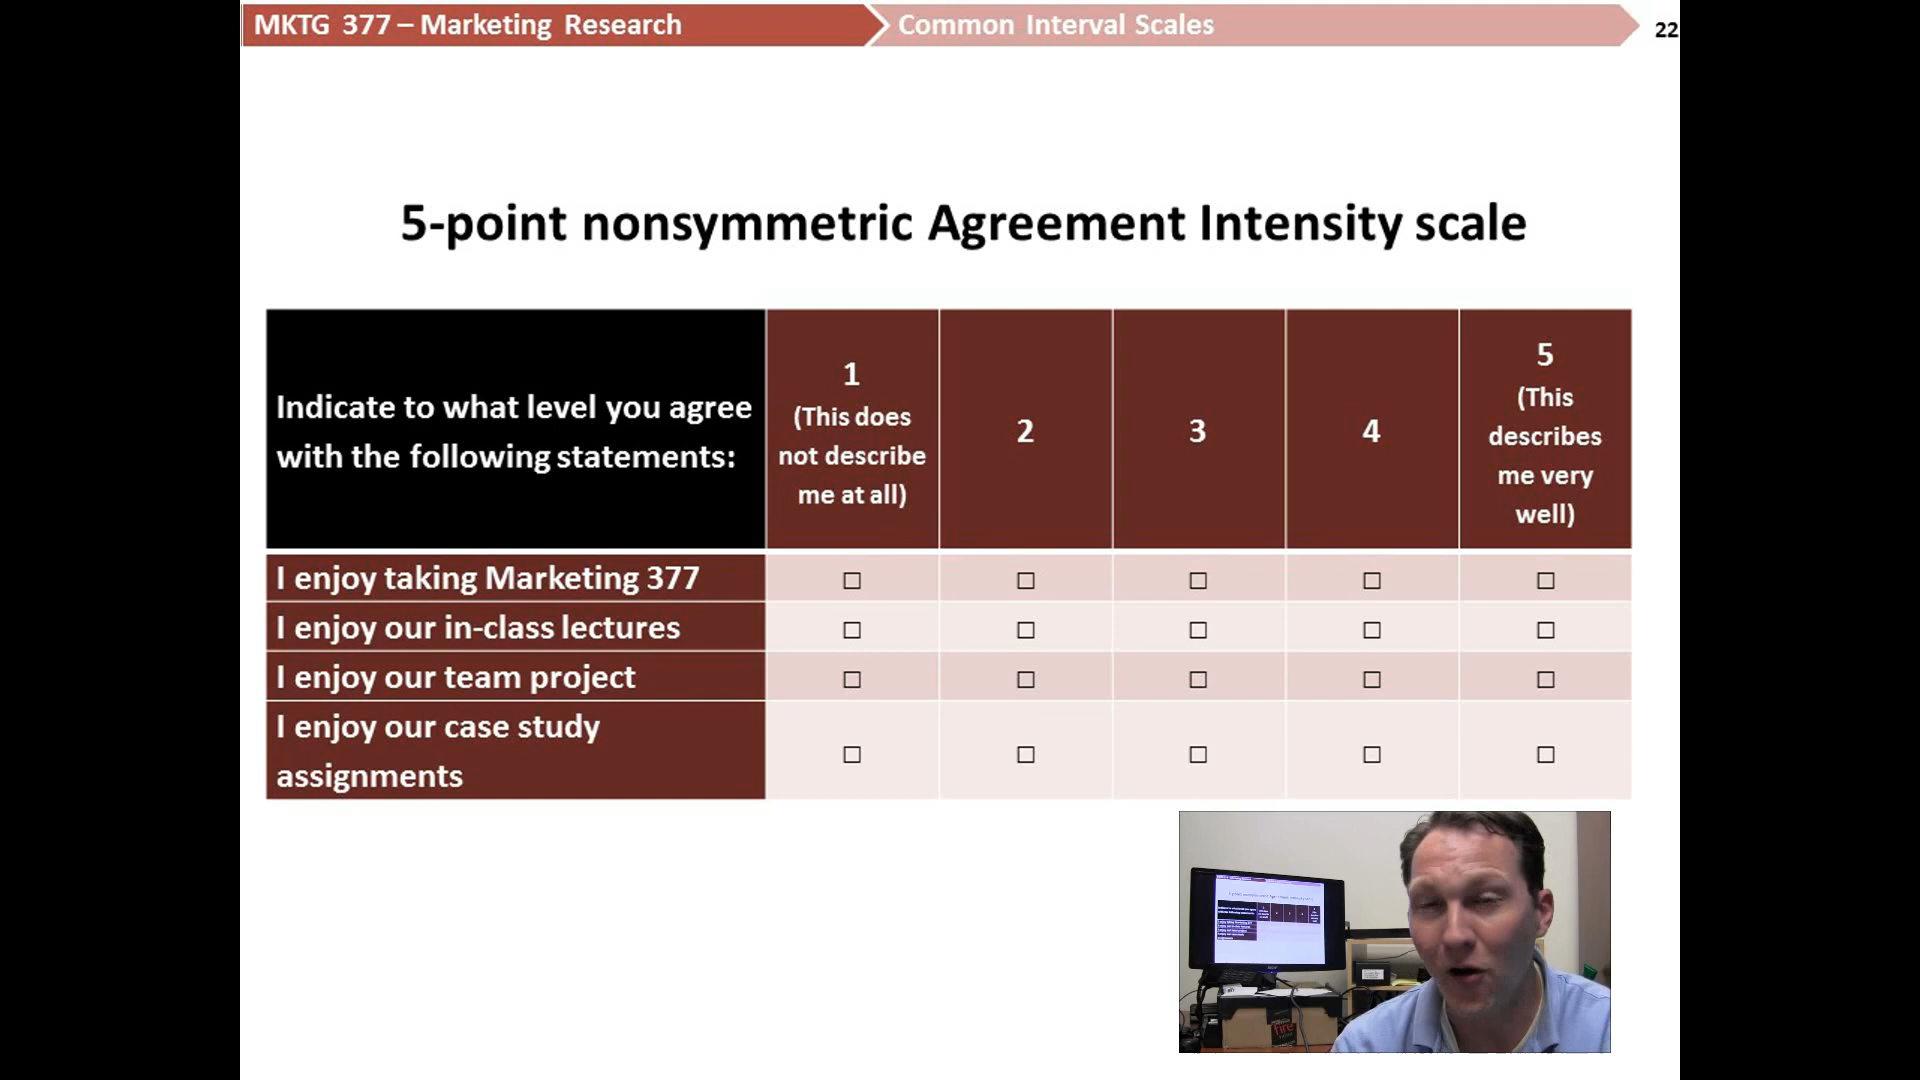 MKTG 377 – Marketing Research
Common Interval Scales
22
5-point nonsymmetric Agreement Intensity scale
Indicate to what level you agree
with the following statements:
1
(This does
not describe
me at all)
2
3
4
5
(This
describes
me very
well)
I enjoy taking Marketing 377
I enjoy our in-class lectures
I enjoy our team project
I enjoy our case study
assignments
fire